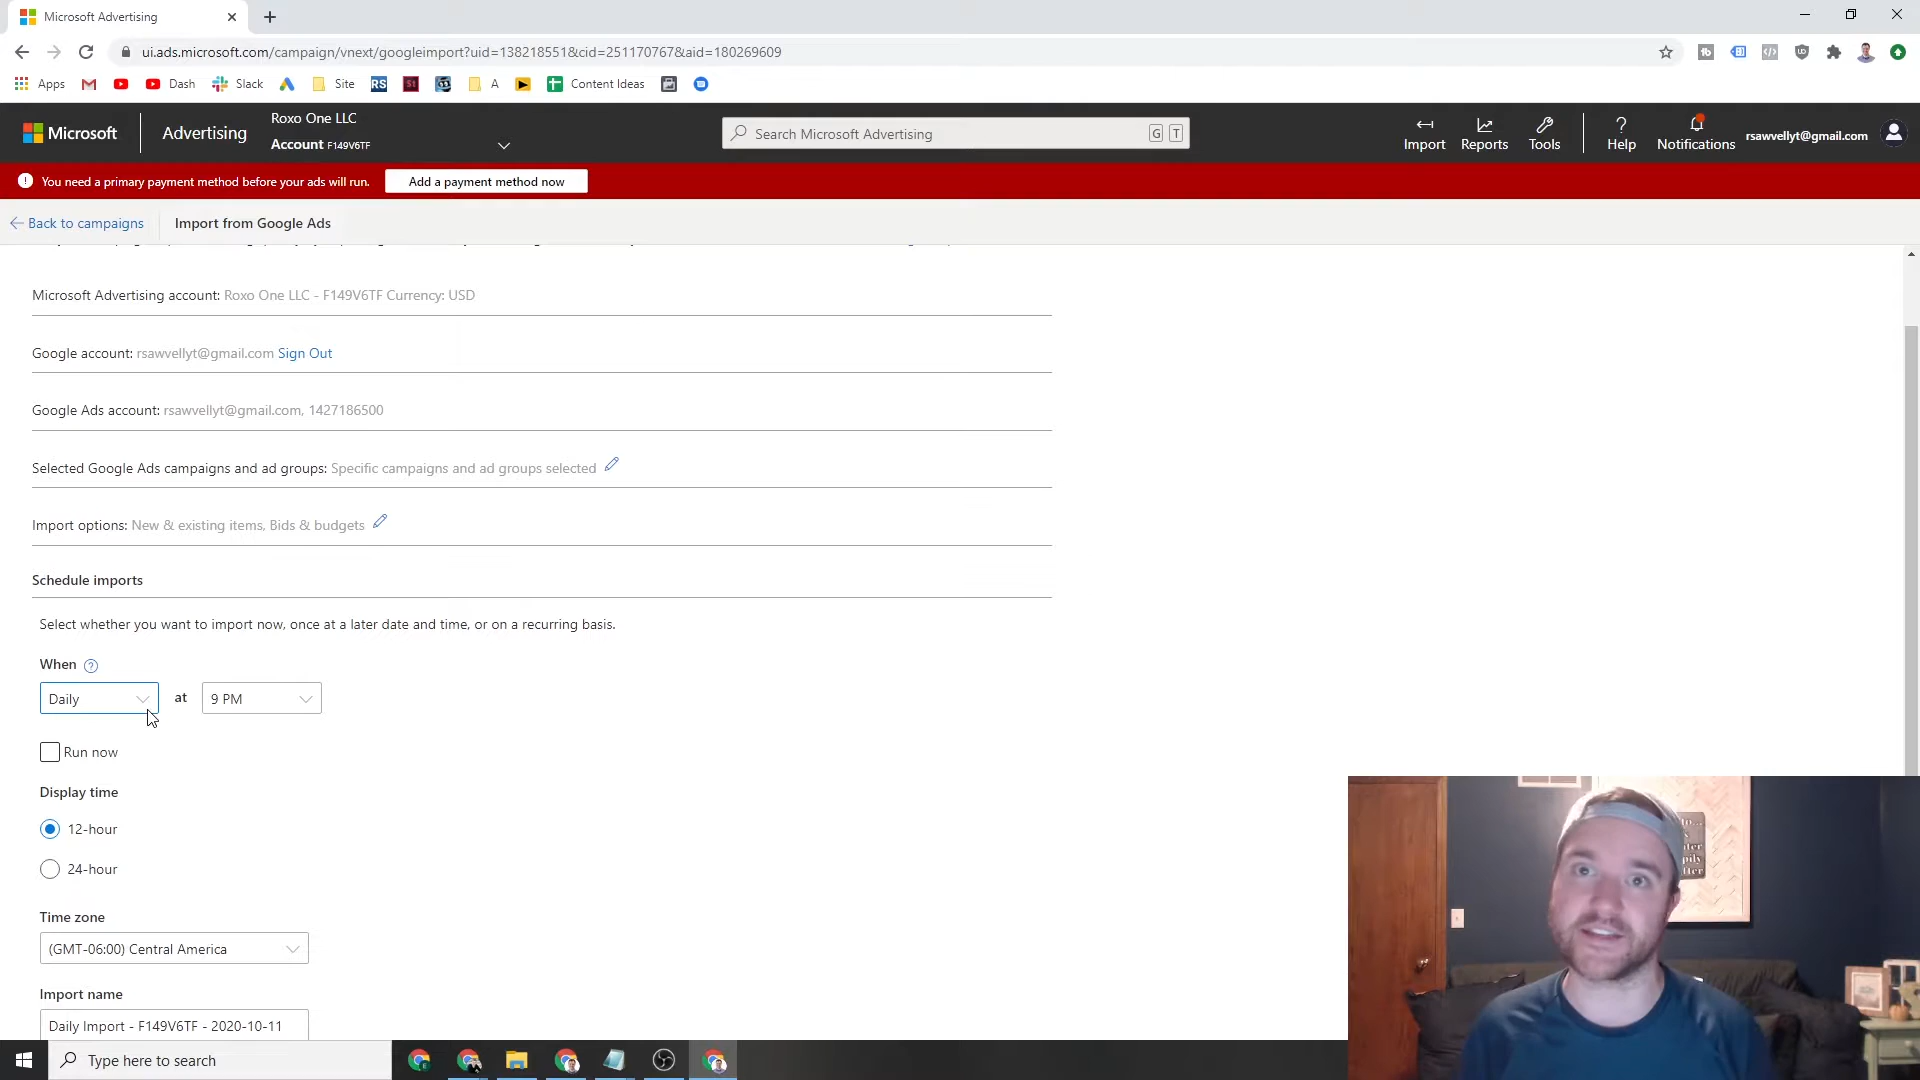 Microsoft Advertising
ui.ads.microsoft.com/campaign/vnext/googleimport?uid=138218551&cid=251170767&aid=180269609
Apps Dash Slack Site RS St A Content Ideas
Microsoft Advertising
Roxo One LLC
Account F149V6TF
Search Microsoft Advertising G T
Import Reports Tools Help Notifications rsawvellyt@gmail.com
You need a primary payment method before your ads will run. Add a payment method now
Back to campaigns Import from Google Ads
Microsoft Advertising account: Roxo One LLC - F149V6TF Currency: USD
Google account: rsawvellyt@gmail.com Sign Out
Google Ads account: rsawvellyt@gmail.com, 1427186500
Selected Google Ads campaigns and ad groups: Specific campaigns and ad groups selected
Import options: New & existing items, Bids & budgets
Schedule imports
Select whether you want to import now, once at a later date and time, or on a recurring basis.
When ?
Daily at 9 PM
Run now
Display time
12-hour
24-hour
Time zone
(GMT-06:00) Central America
Import name
Daily Import - F149V6TF - 2020-10-11
Type here to search